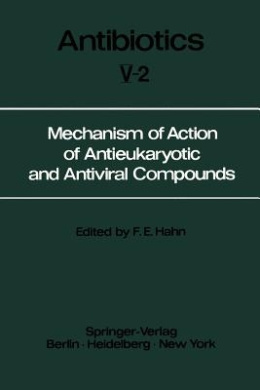 Antibiotics
V-2
Mechanism of Action
of Antieukaryotic
and Antiviral Compounds
Edited by F. E. Hahn
Springer-Verlag
Berlin · Heidelberg · New York